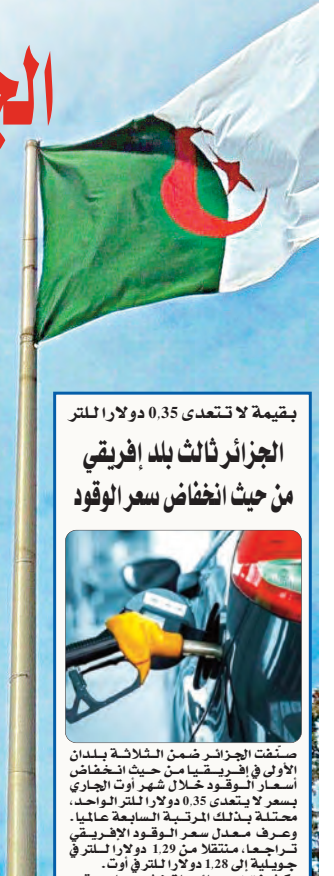 بقيمة لا تتعدى 0,35 دولارا للتر
الجزائر ثالث بلد إفريقي
من حيث انخفاض سعر الوقود
صنّفت الجزائر ضمن الثلاثة بلدان
الأولى في إفريقيا من حيث انخفاض
أسعار الوقود خلال شهر أوت الجاري
بسعر لا يتعدى 0,35 دولارا للتر الواحد،
محتلة بذلك المرتبة السابعة عالميا.
وعرف معدل سعر الوقود الإفريقي
تراجعا، منتقلا من 1,29 دولارا للتر في
جويلية إلى 1,28 دولارا للتر في أوت.